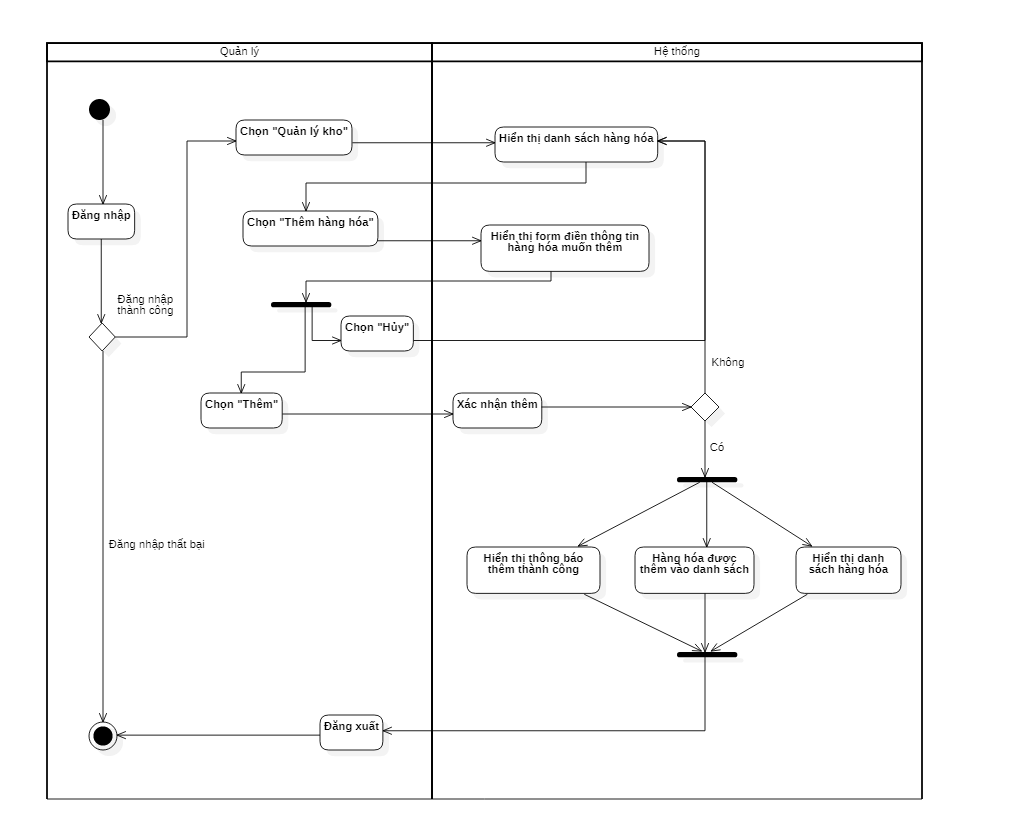 Quản lý
Hệ thống
Chọn "Quản lý kho"
Hiển thị danh sách hàng hóa
Đăng nhập
Chọn "Thêm hàng hóa"
Hiển thị form điền thông tin
hàng hóa muốn thêm
Đăng nhập
thành công
Chọn "Hủy"
Không
Chọn "Thêm"
Xác nhận thêm
Có
Đăng nhập thất bại
Hiển thị thông báo
thêm thành công
Hàng hóa được
thêm vào danh sách
Hiển thị danh
sách hàng hóa
Đăng xuất